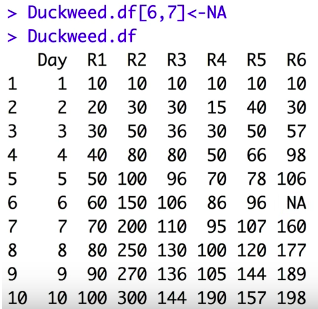 > Duckweed.df[6,7]<-NA
> Duckweed.df
Day R1 R2 R3 R4 R5 R6
1 1 10 10 10 10 10 10
2 2 20 30 30 15 40 30
3 3 30 50 36 30 50 57
4 4 40 80 80 50 66 98
5 5 50 100 96 70 78 106
6 6 60 150 106 86 96 NA
7 7 70 200 110 95 107 160
8 8 80 250 130 100 120 177
9 9 90 270 136 105 144 189
10 10 100 300 144 190 157 198